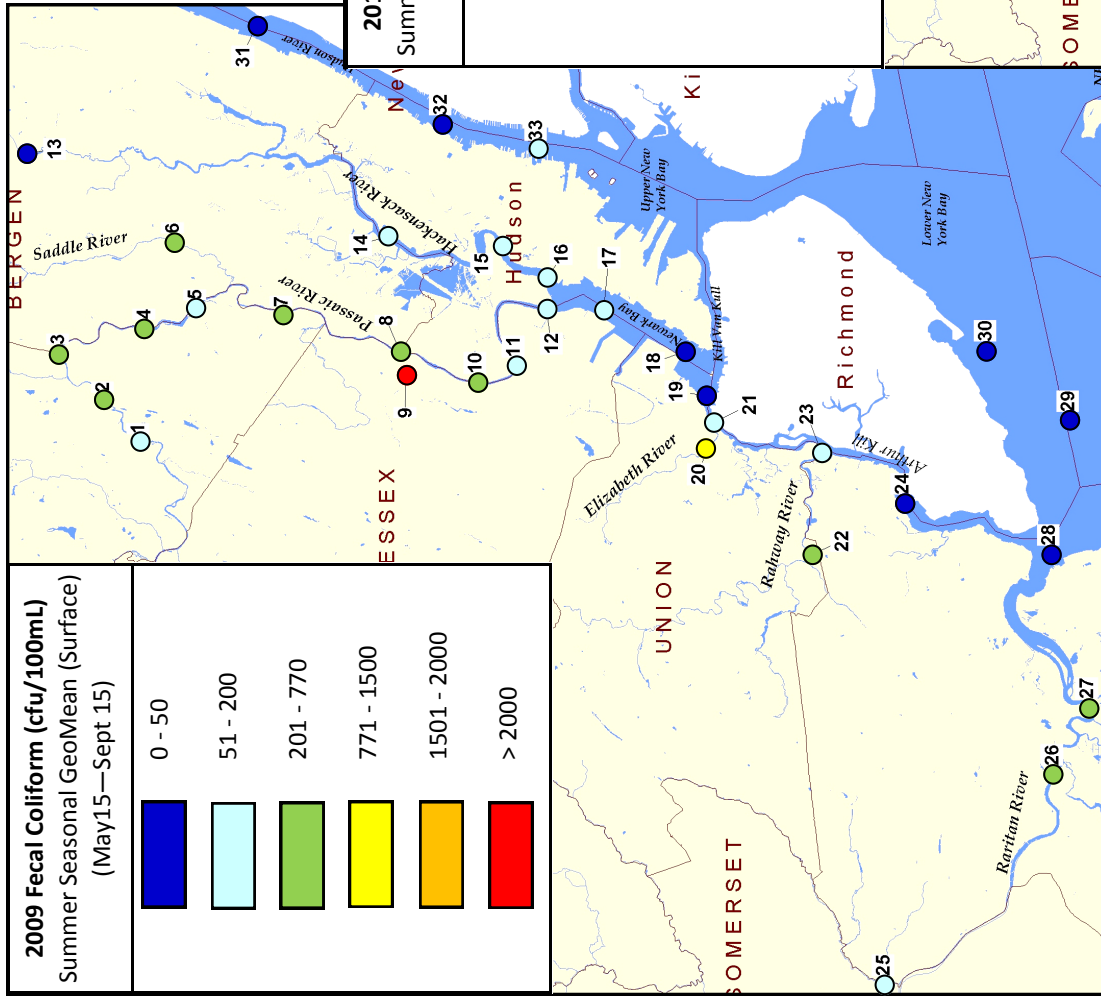 2009 Fecal Coliform (cfu/100mL)
Summer Seasonal GeoMean (Surface)
(May15—Sept 15)
0 - 50
51 - 200
201 - 770
771 - 1500
1501 - 2000
> 2000
BERGEN
ESSEX
UNION
SOMERSET
Hudson
Richmond
Saddle River
Passaic River
Hackensack River
Hudson River
Upper New
York Bay
Newark Bay
Kill Van Kull
Elizabeth River
Rahway River
Arthur Kill
Lower New
York Bay
Raritan River
1
2
3
4
5
6
7
8
9
10
11
12
13
14
15
16
17
18
19
20
21
22
23
24
25
26
27
28
29
30
31
32
33
New
Ki
Summ
SOME